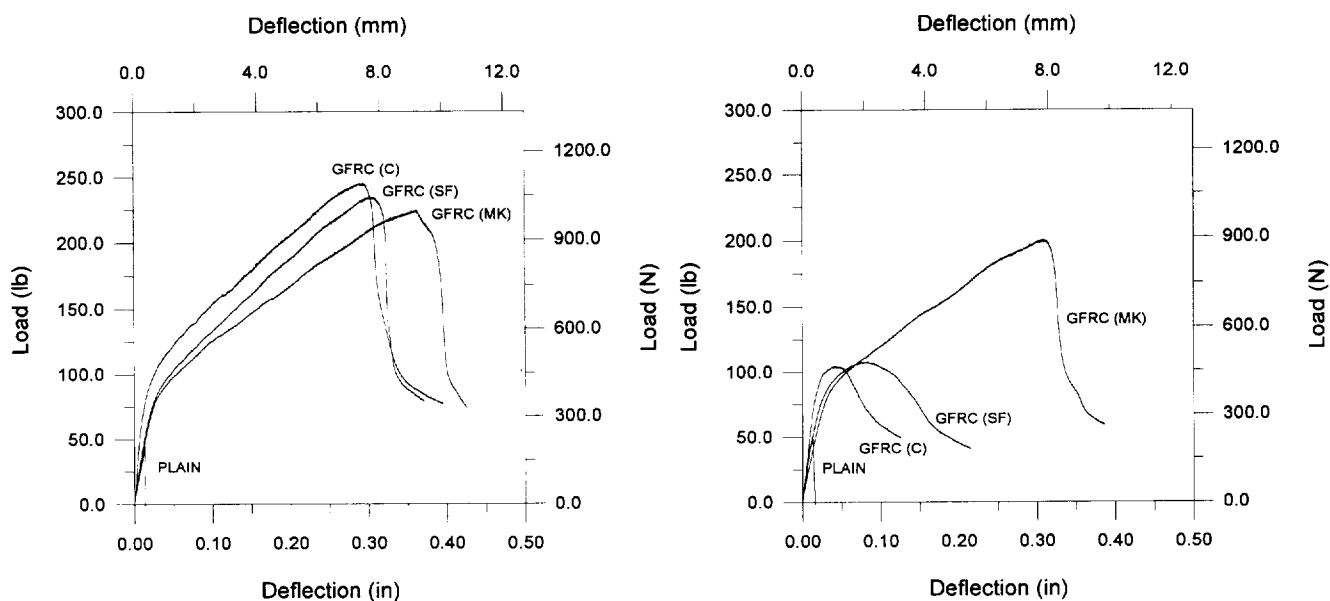 Deflection (mm)
0.0 4.0 8.0 12.0
300.0
250.0
200.0
150.0
100.0
50.0
0.0
Load (lb)
GFRC (C)
GFRC (SF)
GFRC (MK)
PLAIN
1200.0
900.0
600.0
300.0
0.0
Load (N)
0.00 0.10 0.20 0.30 0.40 0.50
Deflection (in)
Deflection (mm)
0.0 4.0 8.0 12.0
300.0
250.0
200.0
150.0
100.0
50.0
0.0
Load (lb)
GFRC (MK)
GFRC (SF)
GFRC (C)
PLAIN
1200.0
900.0
600.0
300.0
0.0
Load (N)
0.00 0.10 0.20 0.30 0.40 0.50
Deflection (in)